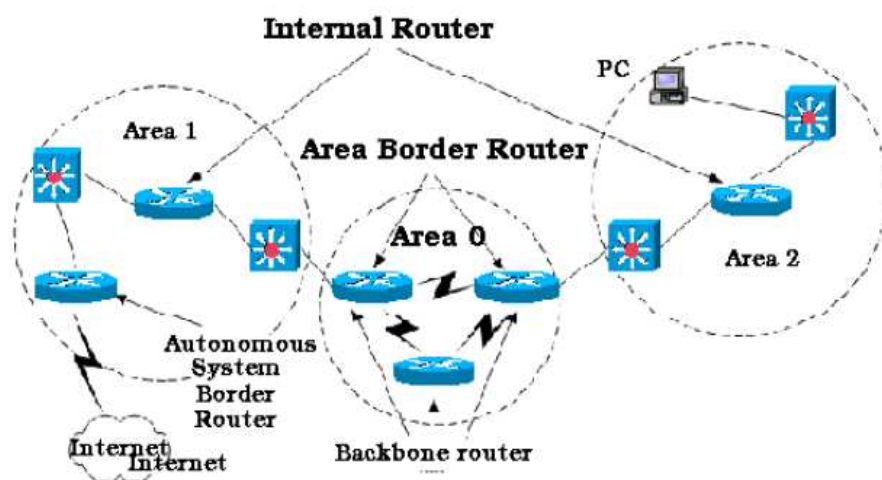 Internal Router
PC
Area 1
Area Border Router
Area 0
Area 2
Autonomous
System
Border
Router
Backbone router
Internet
Internet